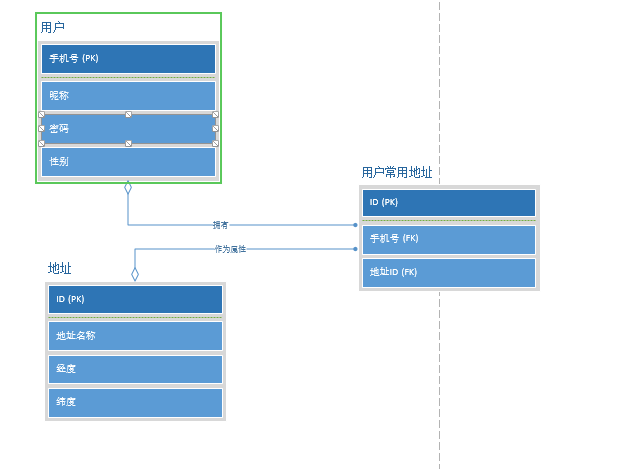 用户
手机号 (PK)
昵称
密码
性别
用户常用地址
ID (PK)
手机号 (FK)
地址ID (FK)
拥有
作为属性
地址
ID (PK)
地址名称
经度
纬度